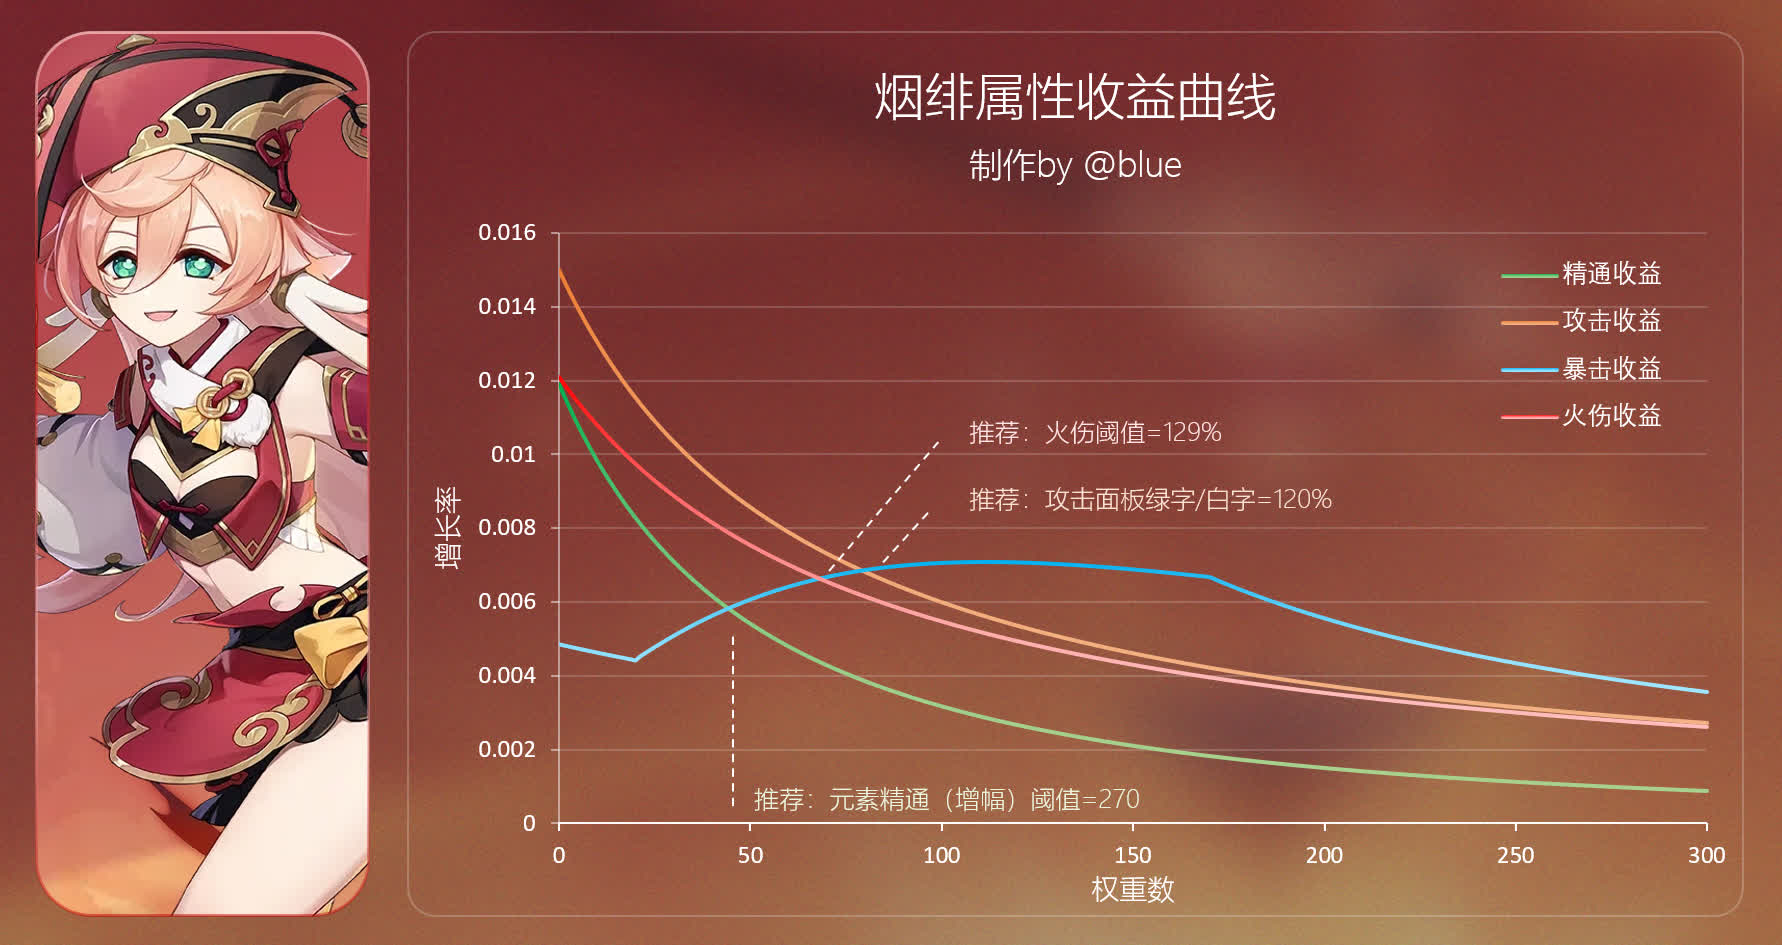 烟绯属性收益曲线
制作by @blue
0.016
0.014
0.012
0.01
0.008
0.006
0.004
0.002
0
增长率
精通收益
攻击收益
暴击收益
火伤收益
推荐：火伤阈值=129%
推荐：攻击面板绿字/白字=120%
推荐：元素精通（增幅）阈值=270
0 50 100 150 200 250 300
权重数